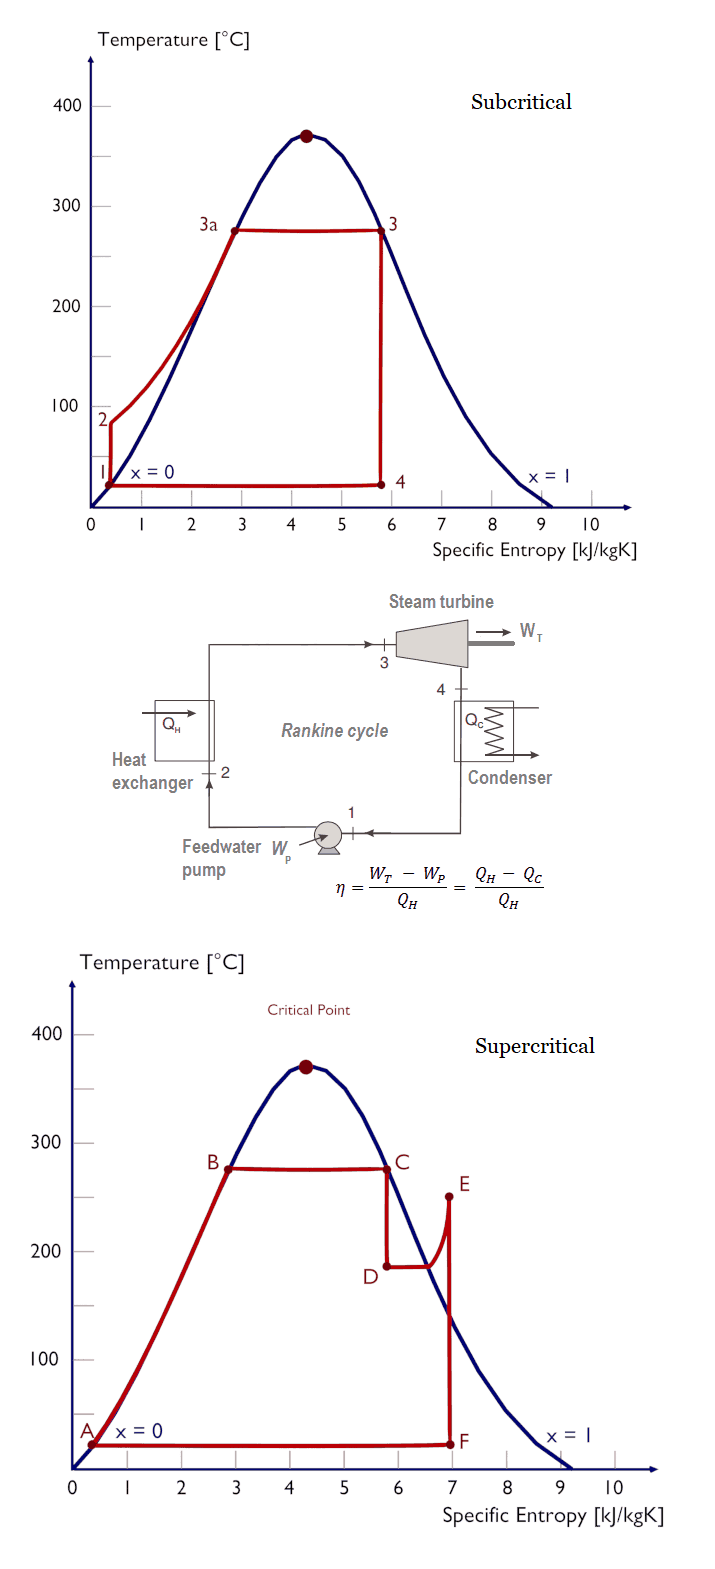 Temperature [°C]
Subcritical
400
300
3a
3
200
100
2
1
x = 0
4
x = 1
0 1 2 3 4 5 6 7 8 9 10
Specific Entropy [kJ/kgK]
Steam turbine
W_T
3
4
Q_H
Rankine cycle
Q_C
Heat
exchanger
2
Condenser
1
Feedwater
pump
W_P
η = (W_T − W_P) / Q_H = (Q_H − Q_C) / Q_H
Temperature [°C]
Critical Point
400
Supercritical
300
B
C
E
200
D
100
A
x = 0
F
x = 1
0 1 2 3 4 5 6 7 8 9 10
Specific Entropy [kJ/kgK]